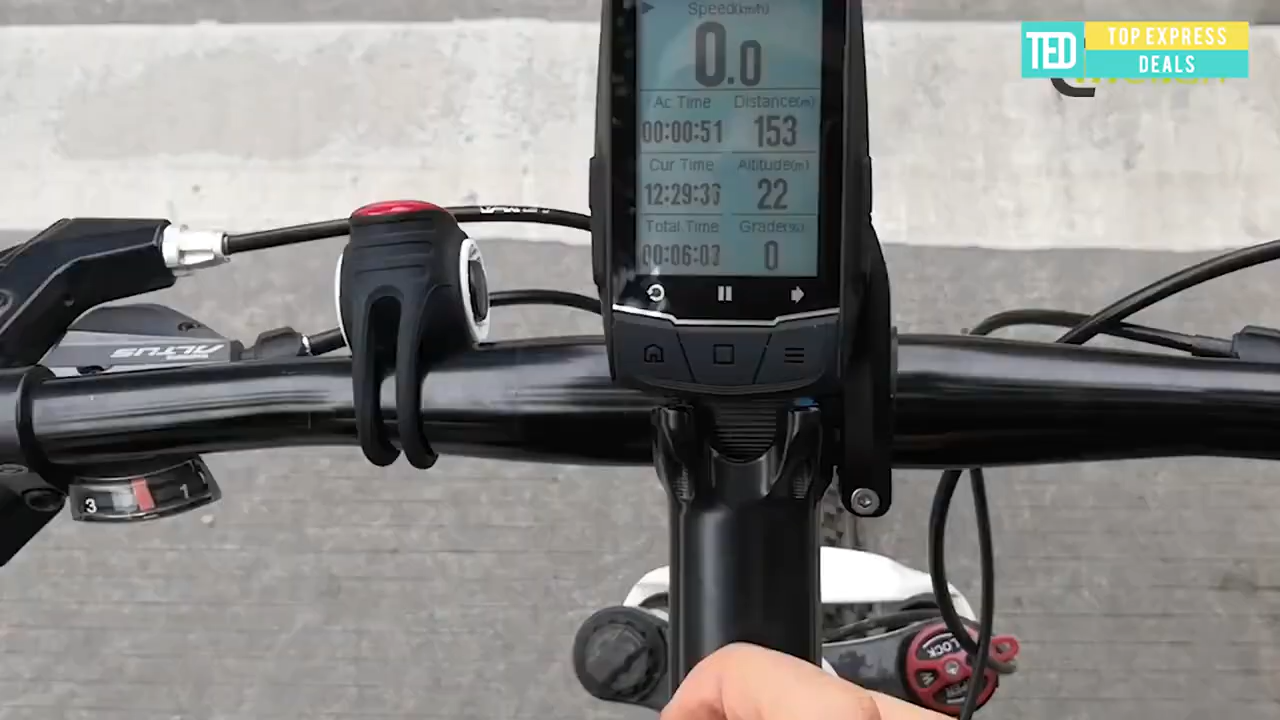 Speed(km/h)
0.0
Ac Time Distance(m)
00:00:51 153
Cur Time Altitude(m)
12:29:33 22
Total Time Grade(%)
00:06:03 0
TED TOP EXPRESS
DEALS
ALTUS
3 1
LOCK